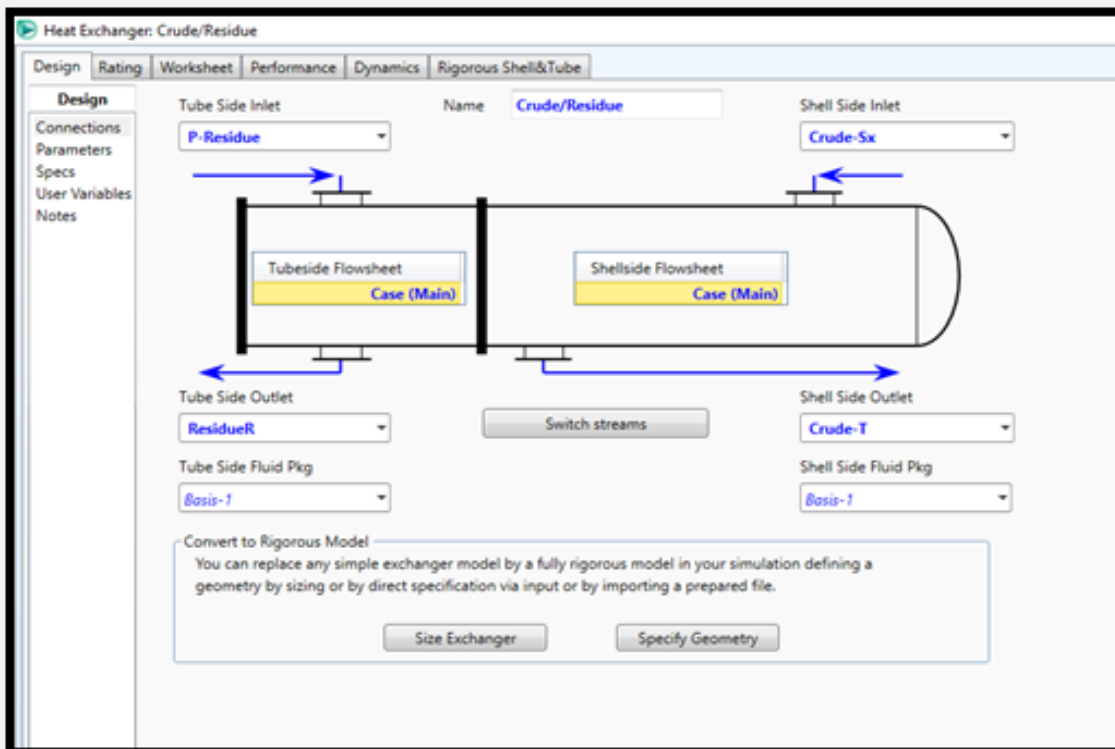 Heat Exchanger: Crude/Residue
Design Rating Worksheet Performance Dynamics Rigorous Shell&Tube
Design
Connections
Parameters
Specs
User Variables
Notes
Tube Side Inlet
P-Residue
Name Crude/Residue
Shell Side Inlet
Crude-Sx
Tubeside Flowsheet
Case (Main)
Shellside Flowsheet
Case (Main)
Tube Side Outlet
ResidueR
Switch streams
Shell Side Outlet
Crude-T
Tube Side Fluid Pkg
Basis-1
Shell Side Fluid Pkg
Basis-1
Convert to Rigorous Model
You can replace any simple exchanger model by a fully rigorous model in your simulation defining a
geometry by sizing or by direct specification via input or by importing a prepared file.
Size Exchanger Specify Geometry